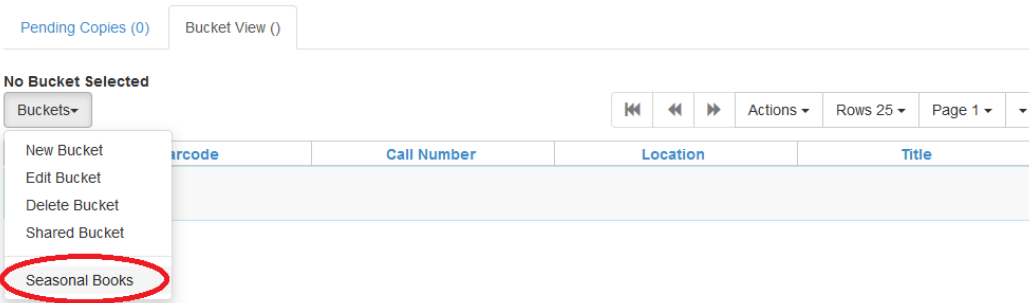 Pending Copies (0) Bucket View ()
No Bucket Selected
Buckets Actions Rows 25 Page 1
New Bucket
arcode Call Number Location Title
Edit Bucket
Delete Bucket
Shared Bucket
Seasonal Books